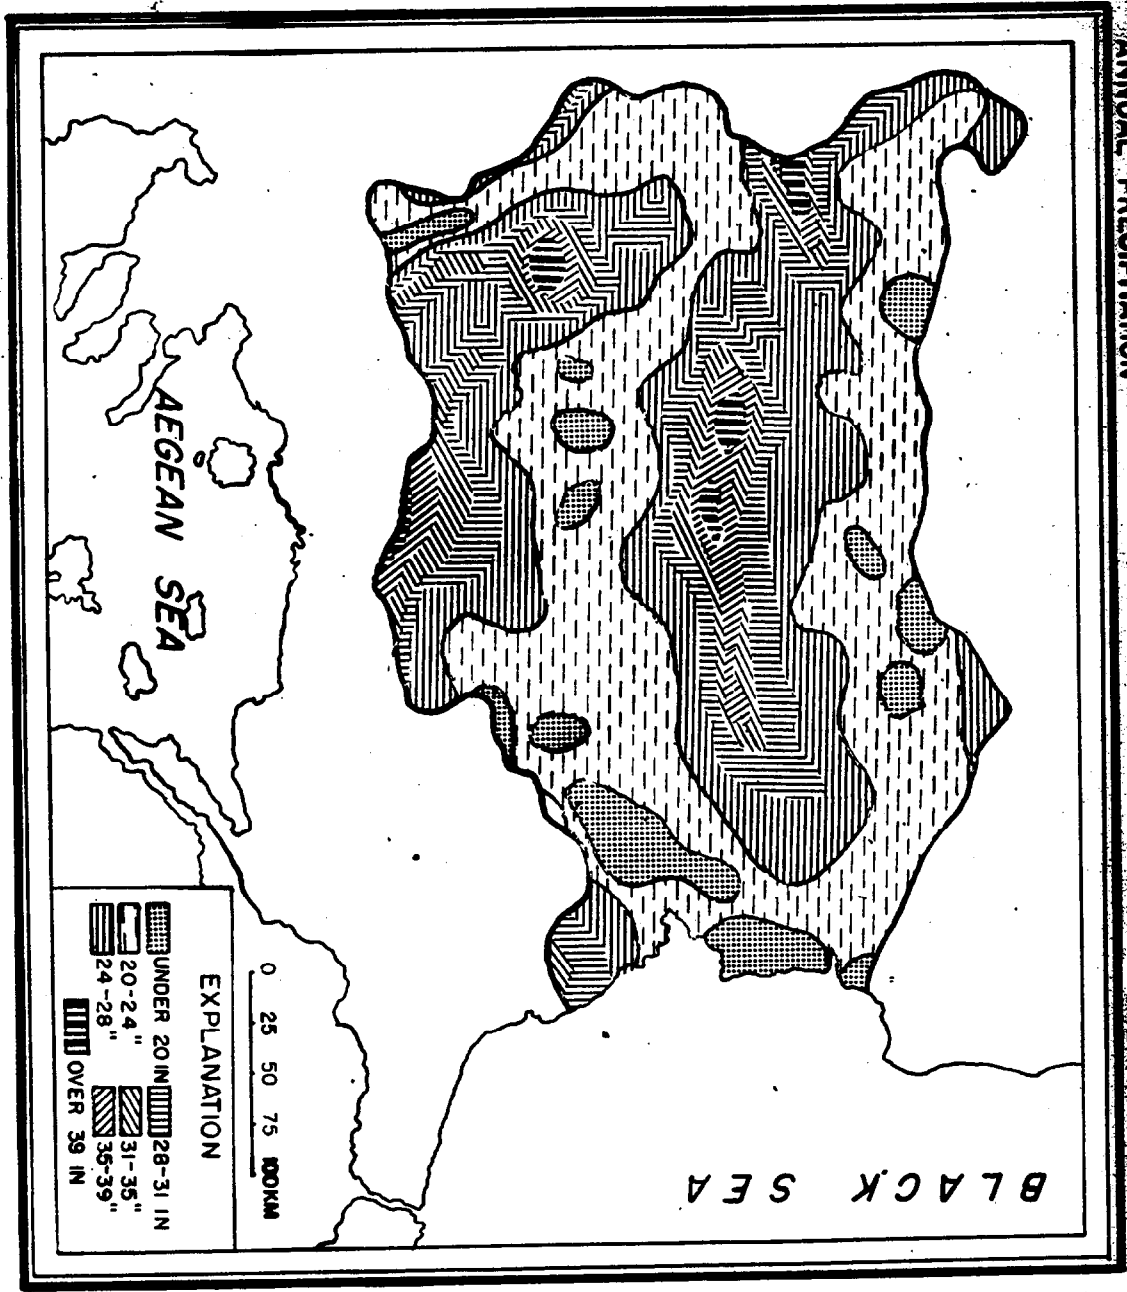 ANNUAL PRECIPITATION
BLACK SEA
AEGEAN SEA
0 25 50 75 100KM
EXPLANATION
UNDER 20 IN 28-31 IN
20-24" 31-35"
24-28" 35-39"
OVER 39 IN